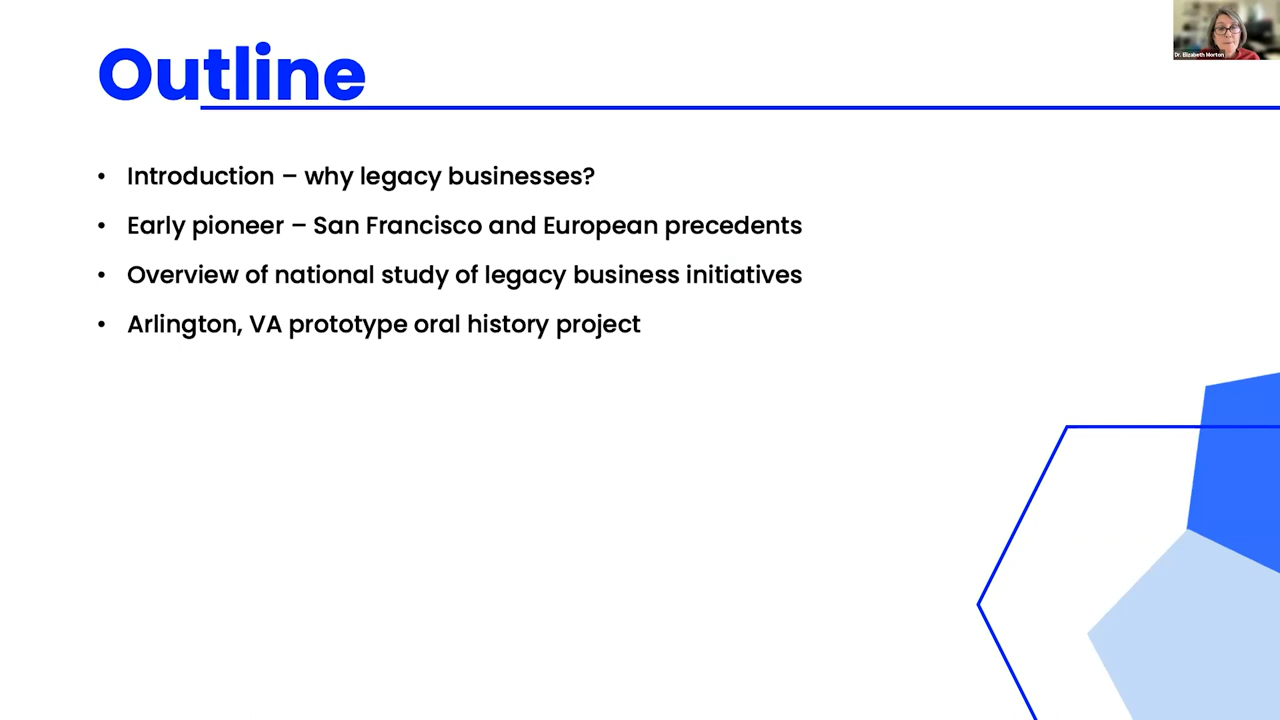 Outline
• Introduction – why legacy businesses?
• Early pioneer – San Francisco and European precedents
• Overview of national study of legacy business initiatives
• Arlington, VA prototype oral history project
Dr. Elizabeth Morton